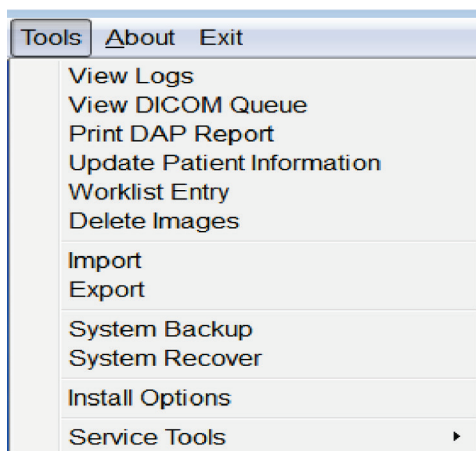 Tools About Exit
View Logs
View DICOM Queue
Print DAP Report
Update Patient Information
Worklist Entry
Delete Images
Import
Export
System Backup
System Recover
Install Options
Service Tools